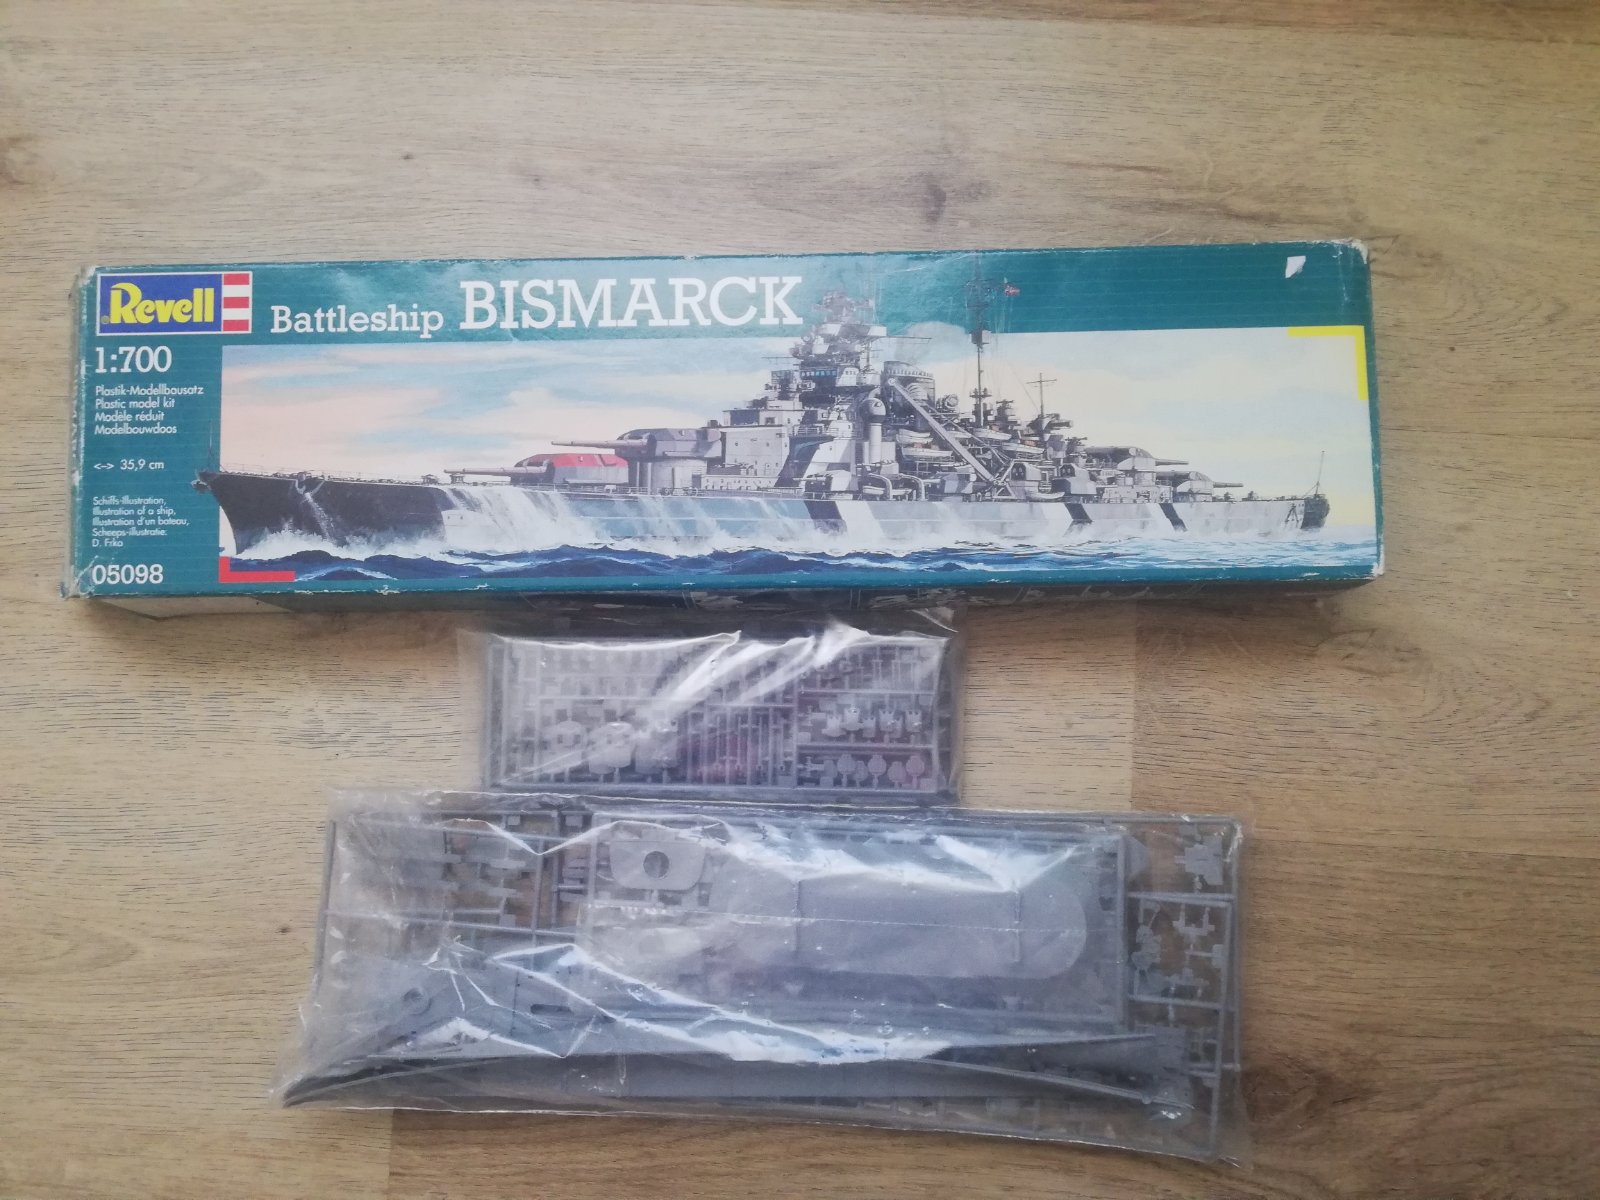 Revell
Battleship BISMARCK
1:700
Plastik-Modellbausatz
Plastic model kit
Modèle réduit
Modelbouwdoos
<-> 35,9 cm
Schiffs-Illustration,
Illustration of a ship,
Illustration d'un bateau,
Scheeps-illustratie:
D. Frka
05098